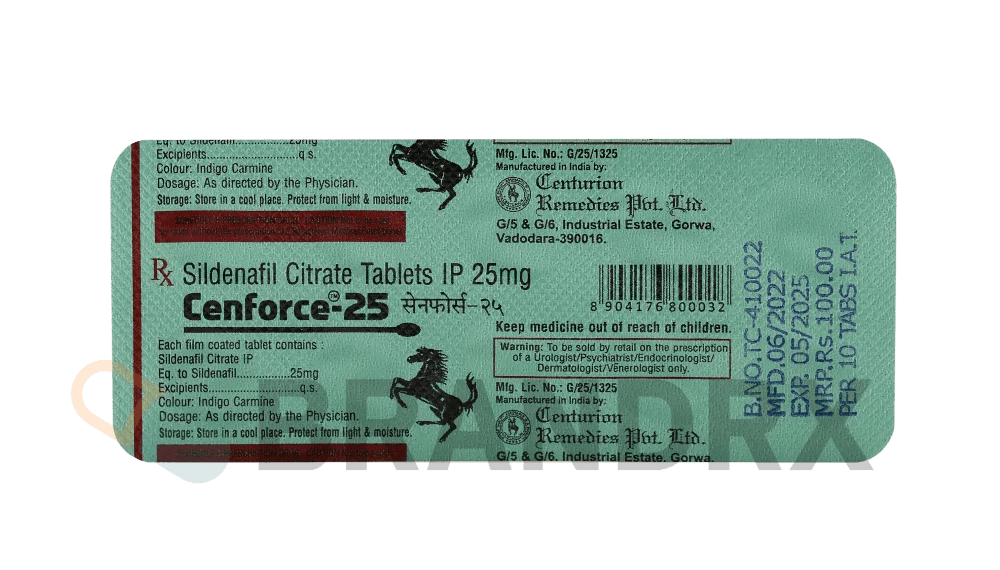 Eq. to Sildenafil.................25mg
Excipients............................q.s.
Colour: Indigo Carmine
Dosage: As directed by the Physician.
Storage: Store in a cool place. Protect from light & moisture.
Mfg. Lic. No.: G/25/1325
Manufactured in India by:
Centurion
Remedies Pvt. Ltd.
G/5 & G/6, Industrial Estate, Gorwa,
Vadodara-390016.
Rx Sildenafil Citrate Tablets IP 25mg
Cenforce™-25 सेनफोर्स-२५
8 904176 800032
Keep medicine out of reach of children.
Warning: To be sold by retail on the prescription
of a Urologist/Psychiatrist/Endocrinologist/
Dermatologist/Venerologist only.
Each film coated tablet contains :
Sildenafil Citrate IP
Eq. to Sildenafil.................25mg
Excipients............................q.s.
Colour: Indigo Carmine
Dosage: As directed by the Physician.
Storage: Store in a cool place. Protect from light & moisture.
Mfg. Lic. No.: G/25/1325
Manufactured in India by:
Centurion
Remedies Pvt. Ltd.
G/5 & G/6, Industrial Estate, Gorwa,
B.NO.TC-410022
MFD.06/2022
EXP. 05/2025
MRP.Rs.100.00
PER 10 TABS I.A.T.
BRANDRX